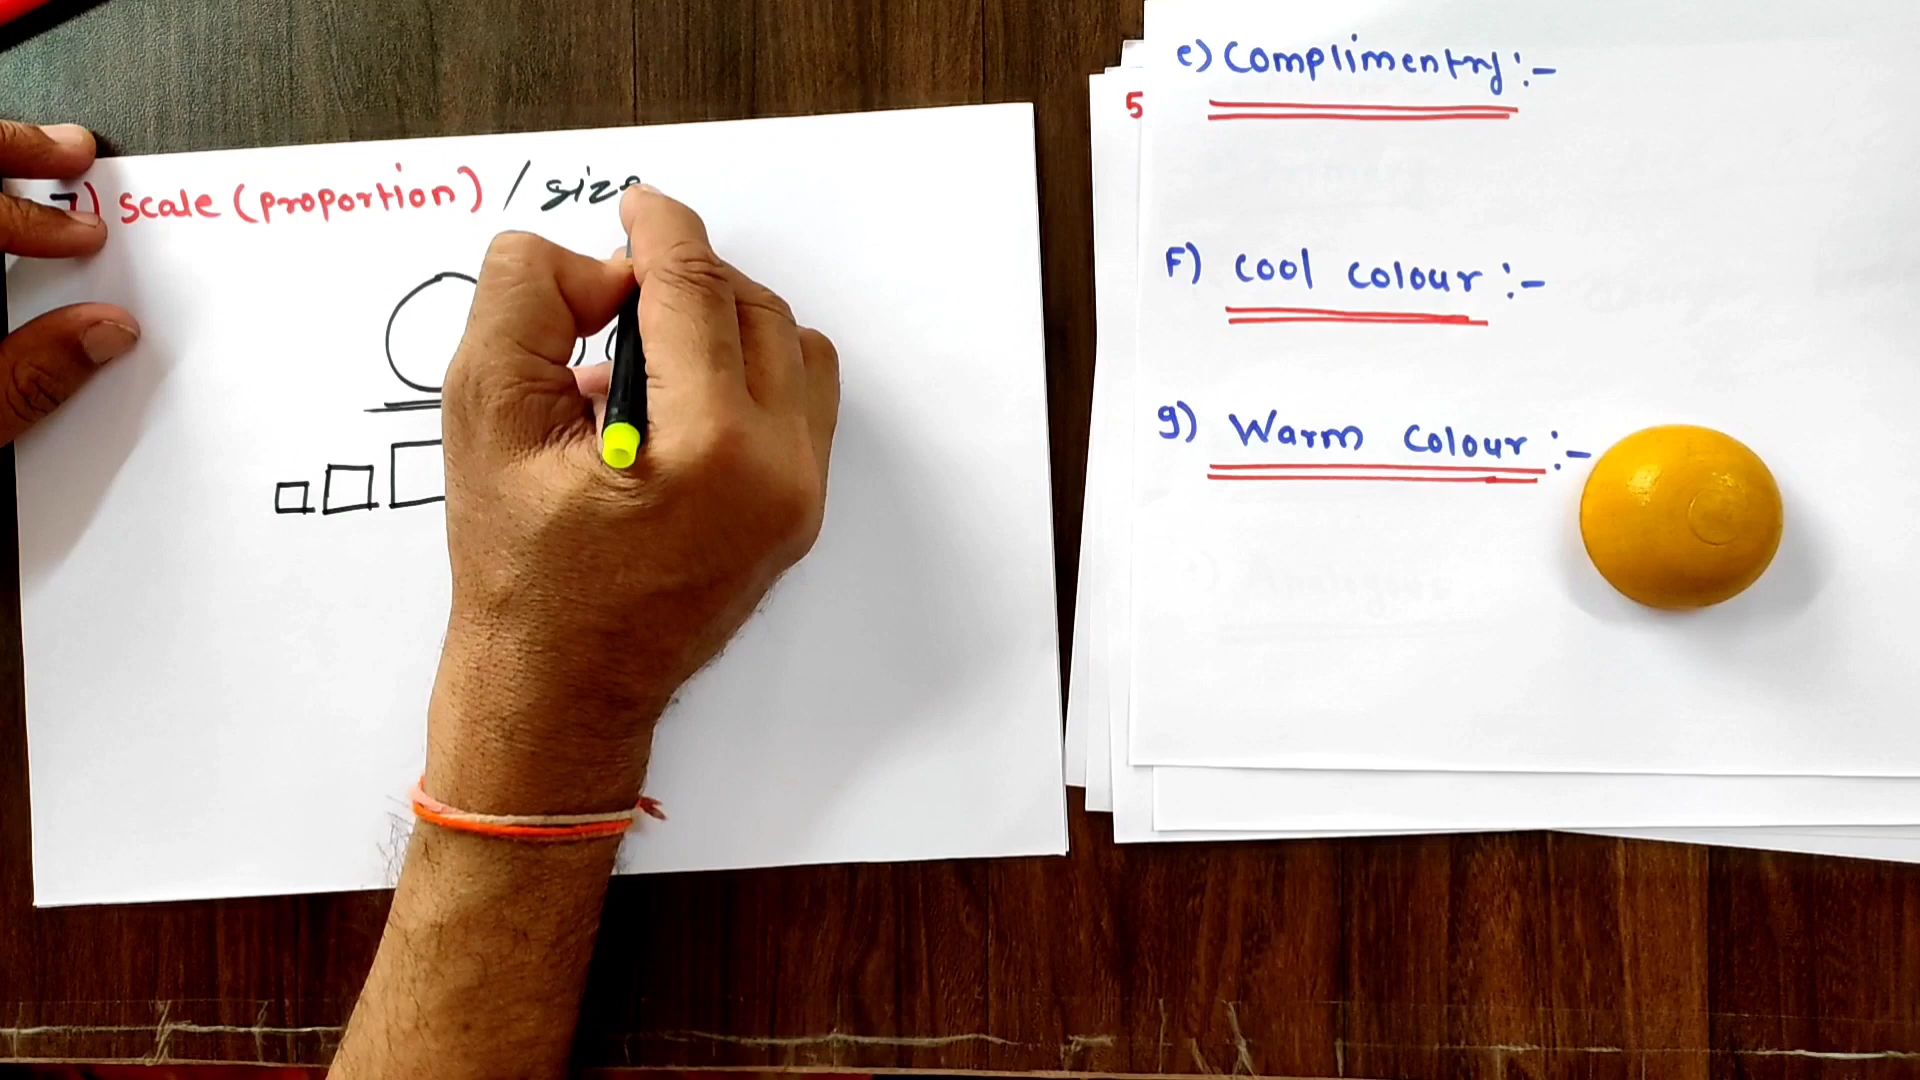 7) Scale (proportion) / size
5
e) Complimentry :-
F) Cool colour :-
g) Warm Colour :-